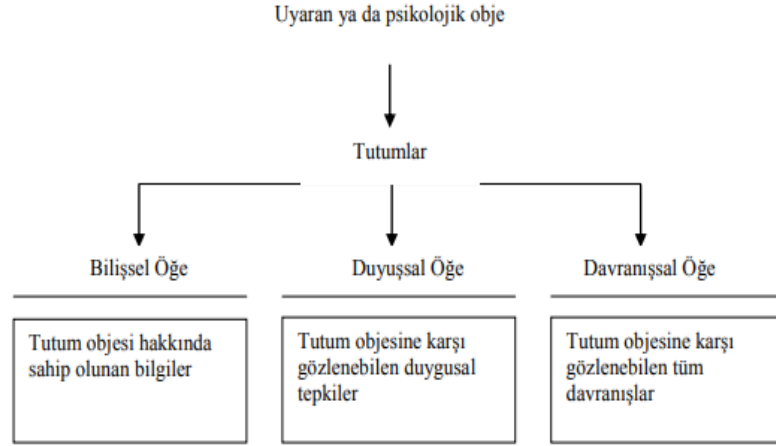 Uyaran ya da psikolojik obje
Tutumlar
Bilişsel Öğe
Duyuşsal Öğe
Davranışsal Öğe
Tutum objesi hakkında
sahip olunan bilgiler
Tutum objesine karşı
gözlenebilen duygusal
tepkiler
Tutum objesine karşı
gözlenebilen tüm
davranışlar